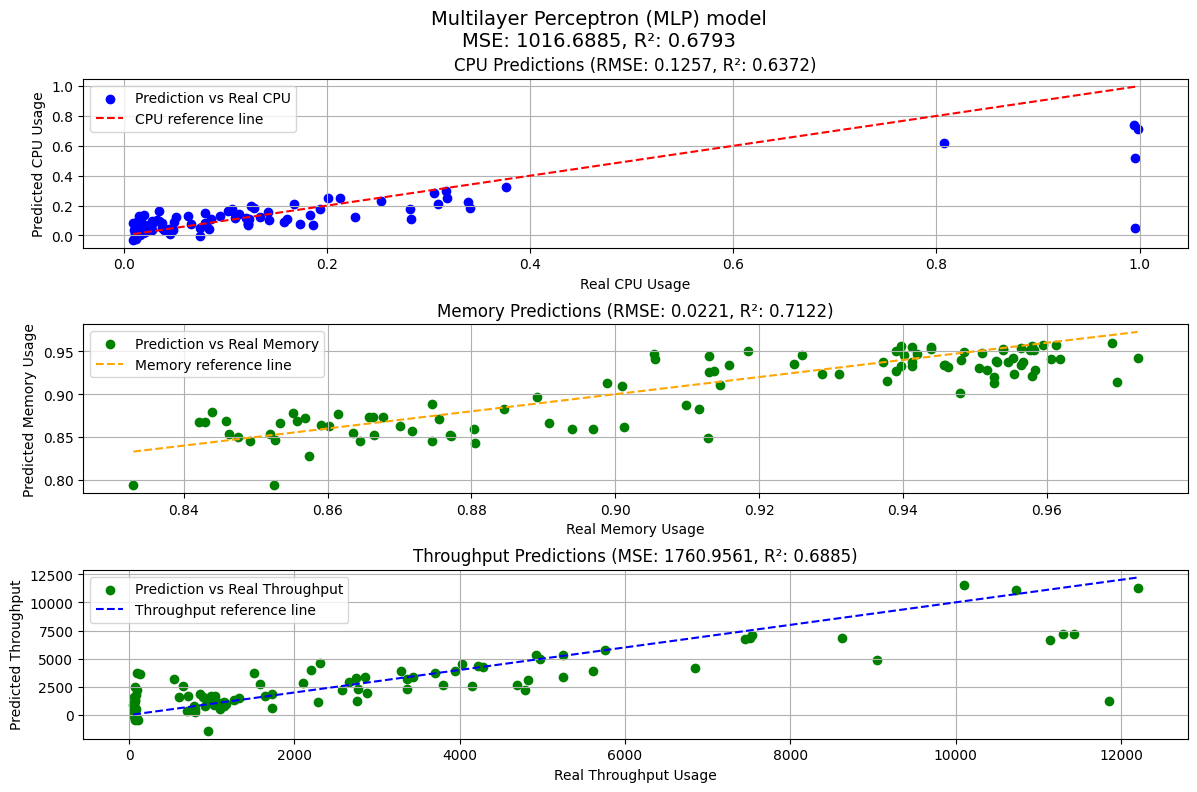 Multilayer Perceptron (MLP) model
MSE: 1016.6885, R²: 0.6793
CPU Predictions (RMSE: 0.1257, R²: 0.6372)
Predicted CPU Usage
1.0
0.8
0.6
0.4
0.2
0.0
Prediction vs Real CPU
CPU reference line
0.0 0.2 0.4 0.6 0.8 1.0
Real CPU Usage
Memory Predictions (RMSE: 0.0221, R²: 0.7122)
Predicted Memory Usage
0.95
0.90
0.85
0.80
Prediction vs Real Memory
Memory reference line
0.84 0.86 0.88 0.90 0.92 0.94 0.96
Real Memory Usage
Throughput Predictions (MSE: 1760.9561, R²: 0.6885)
Predicted Throughput
12500
10000
7500
5000
2500
0
Prediction vs Real Throughput
Throughput reference line
0 2000 4000 6000 8000 10000 12000
Real Throughput Usage